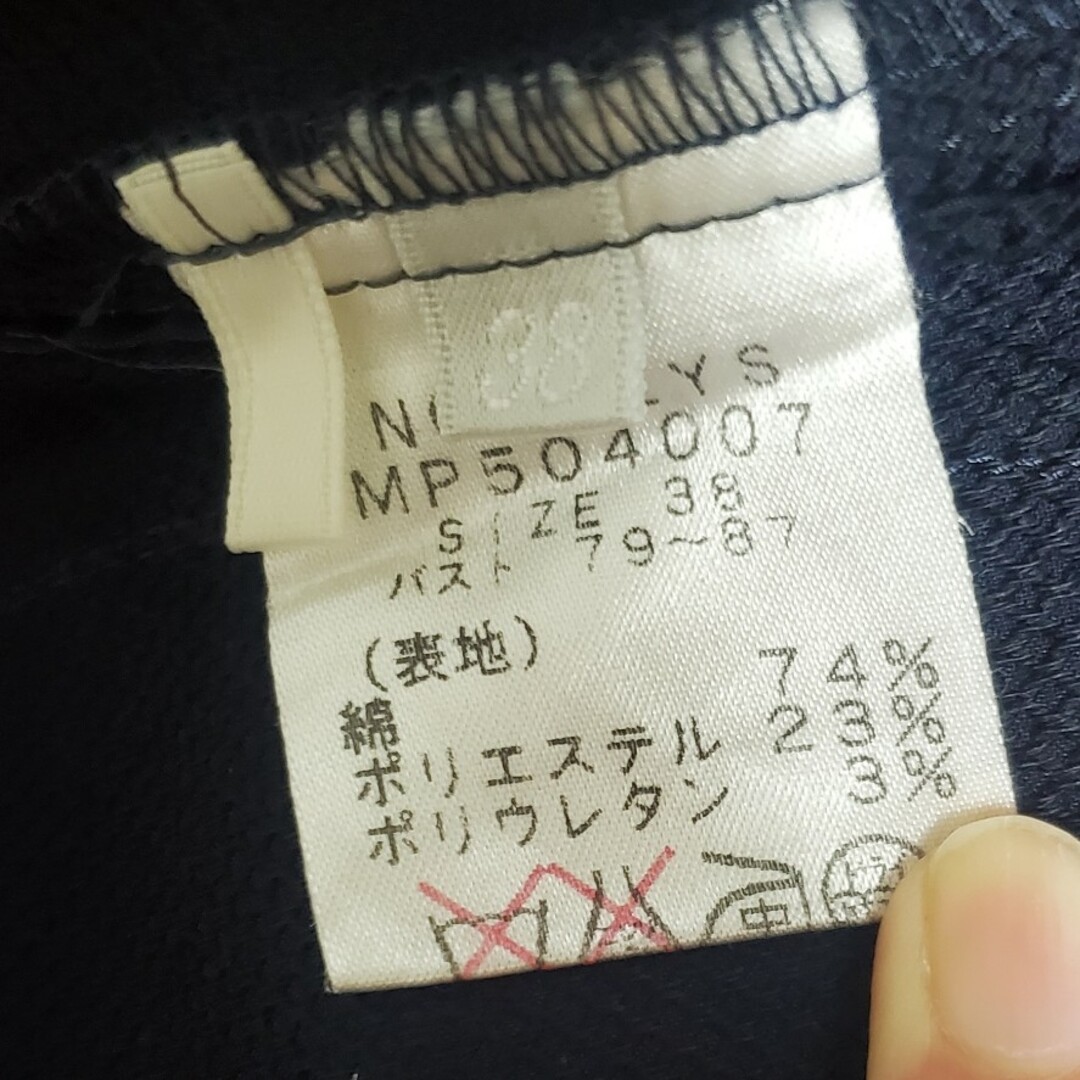 38
MP504007
SIZE 38
バスト 79~87
(表地)
綿 74%
ポリエステル 23%
ポリウレタン 3%
中